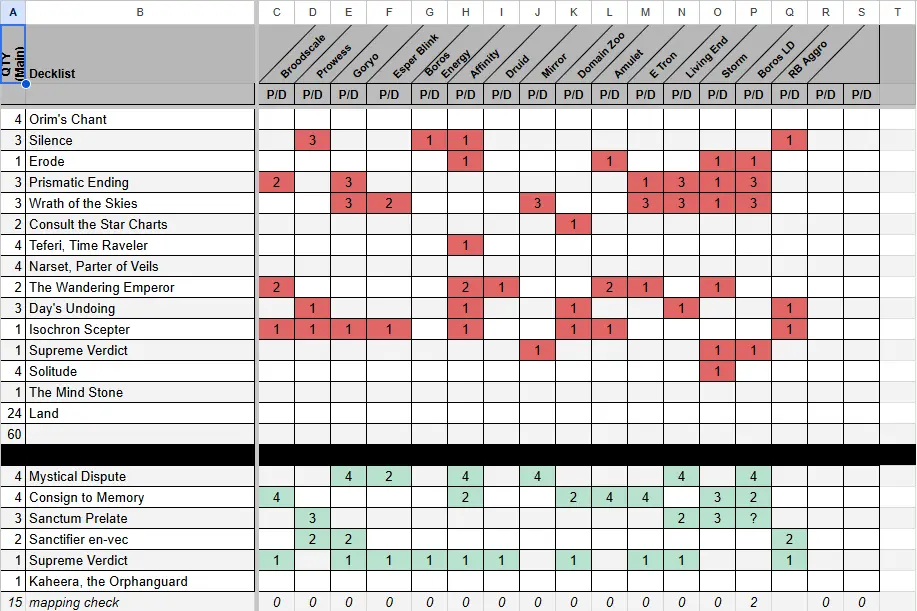 A B C D E F G H I J K L M N O P Q R S T
QTY (Main) Decklist Broodscale Prowess Goryo Esper Blink Boros Energy Affinity Druid Mirror Domain Zoo Amulet E Tron Living End Storm Boros LD RB Aggro
P/D P/D P/D P/D P/D P/D P/D P/D P/D P/D P/D P/D P/D P/D P/D P/D P/D
4 Orim's Chant
3 Silence 3 1 1 1
1 Erode 1 1 1 1
3 Prismatic Ending 2 3 1 3 1 3
3 Wrath of the Skies 3 2 3 3 3 1 3
2 Consult the Star Charts 1
4 Teferi, Time Raveler 1
4 Narset, Parter of Veils
2 The Wandering Emperor 2 2 1 2 1 1
3 Day's Undoing 1 1 1 1 1
1 Isochron Scepter 1 1 1 1 1 1 1 1
1 Supreme Verdict 1 1 1
4 Solitude 1
1 The Mind Stone
24 Land
60
4 Mystical Dispute 4 2 4 4 4 4
4 Consign to Memory 4 2 2 4 4 3 2
3 Sanctum Prelate 3 2 3 ?
2 Sanctifier en-vec 2 2 2
1 Supreme Verdict 1 1 1 1 1 1 1 1 1 1
1 Kaheera, the Orphanguard
15 mapping check 0 0 0 0 0 0 0 0 0 0 0 0 0 2 0 0